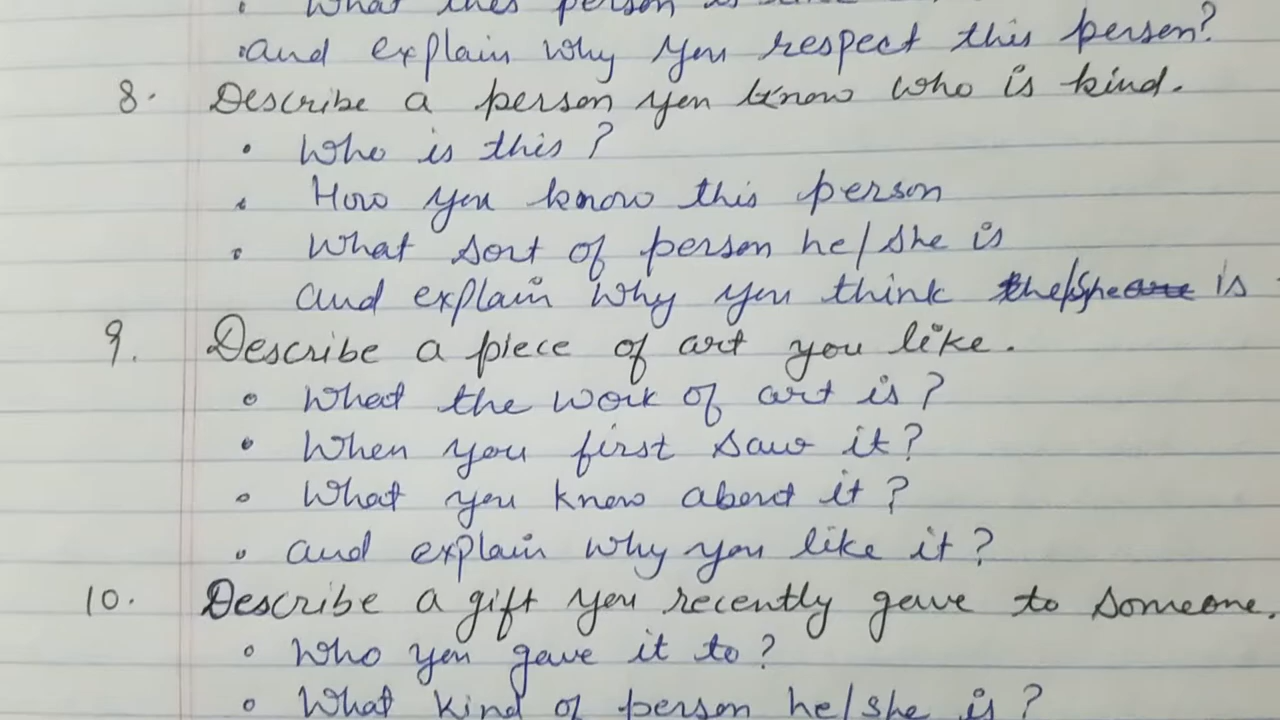 • What this person is
• and explain why you respect this person?
8. Describe a person you know who is kind.
• Who is this?
• How you know this person
• What sort of person he/she is
and explain why you think is
9. Describe a piece of art you like.
• What the work of art is?
• When you first saw it?
• What you know about it?
• and explain why you like it?
10. Describe a gift you recently gave to someone.
• Who you gave it to?
• What kind of person he/she is?